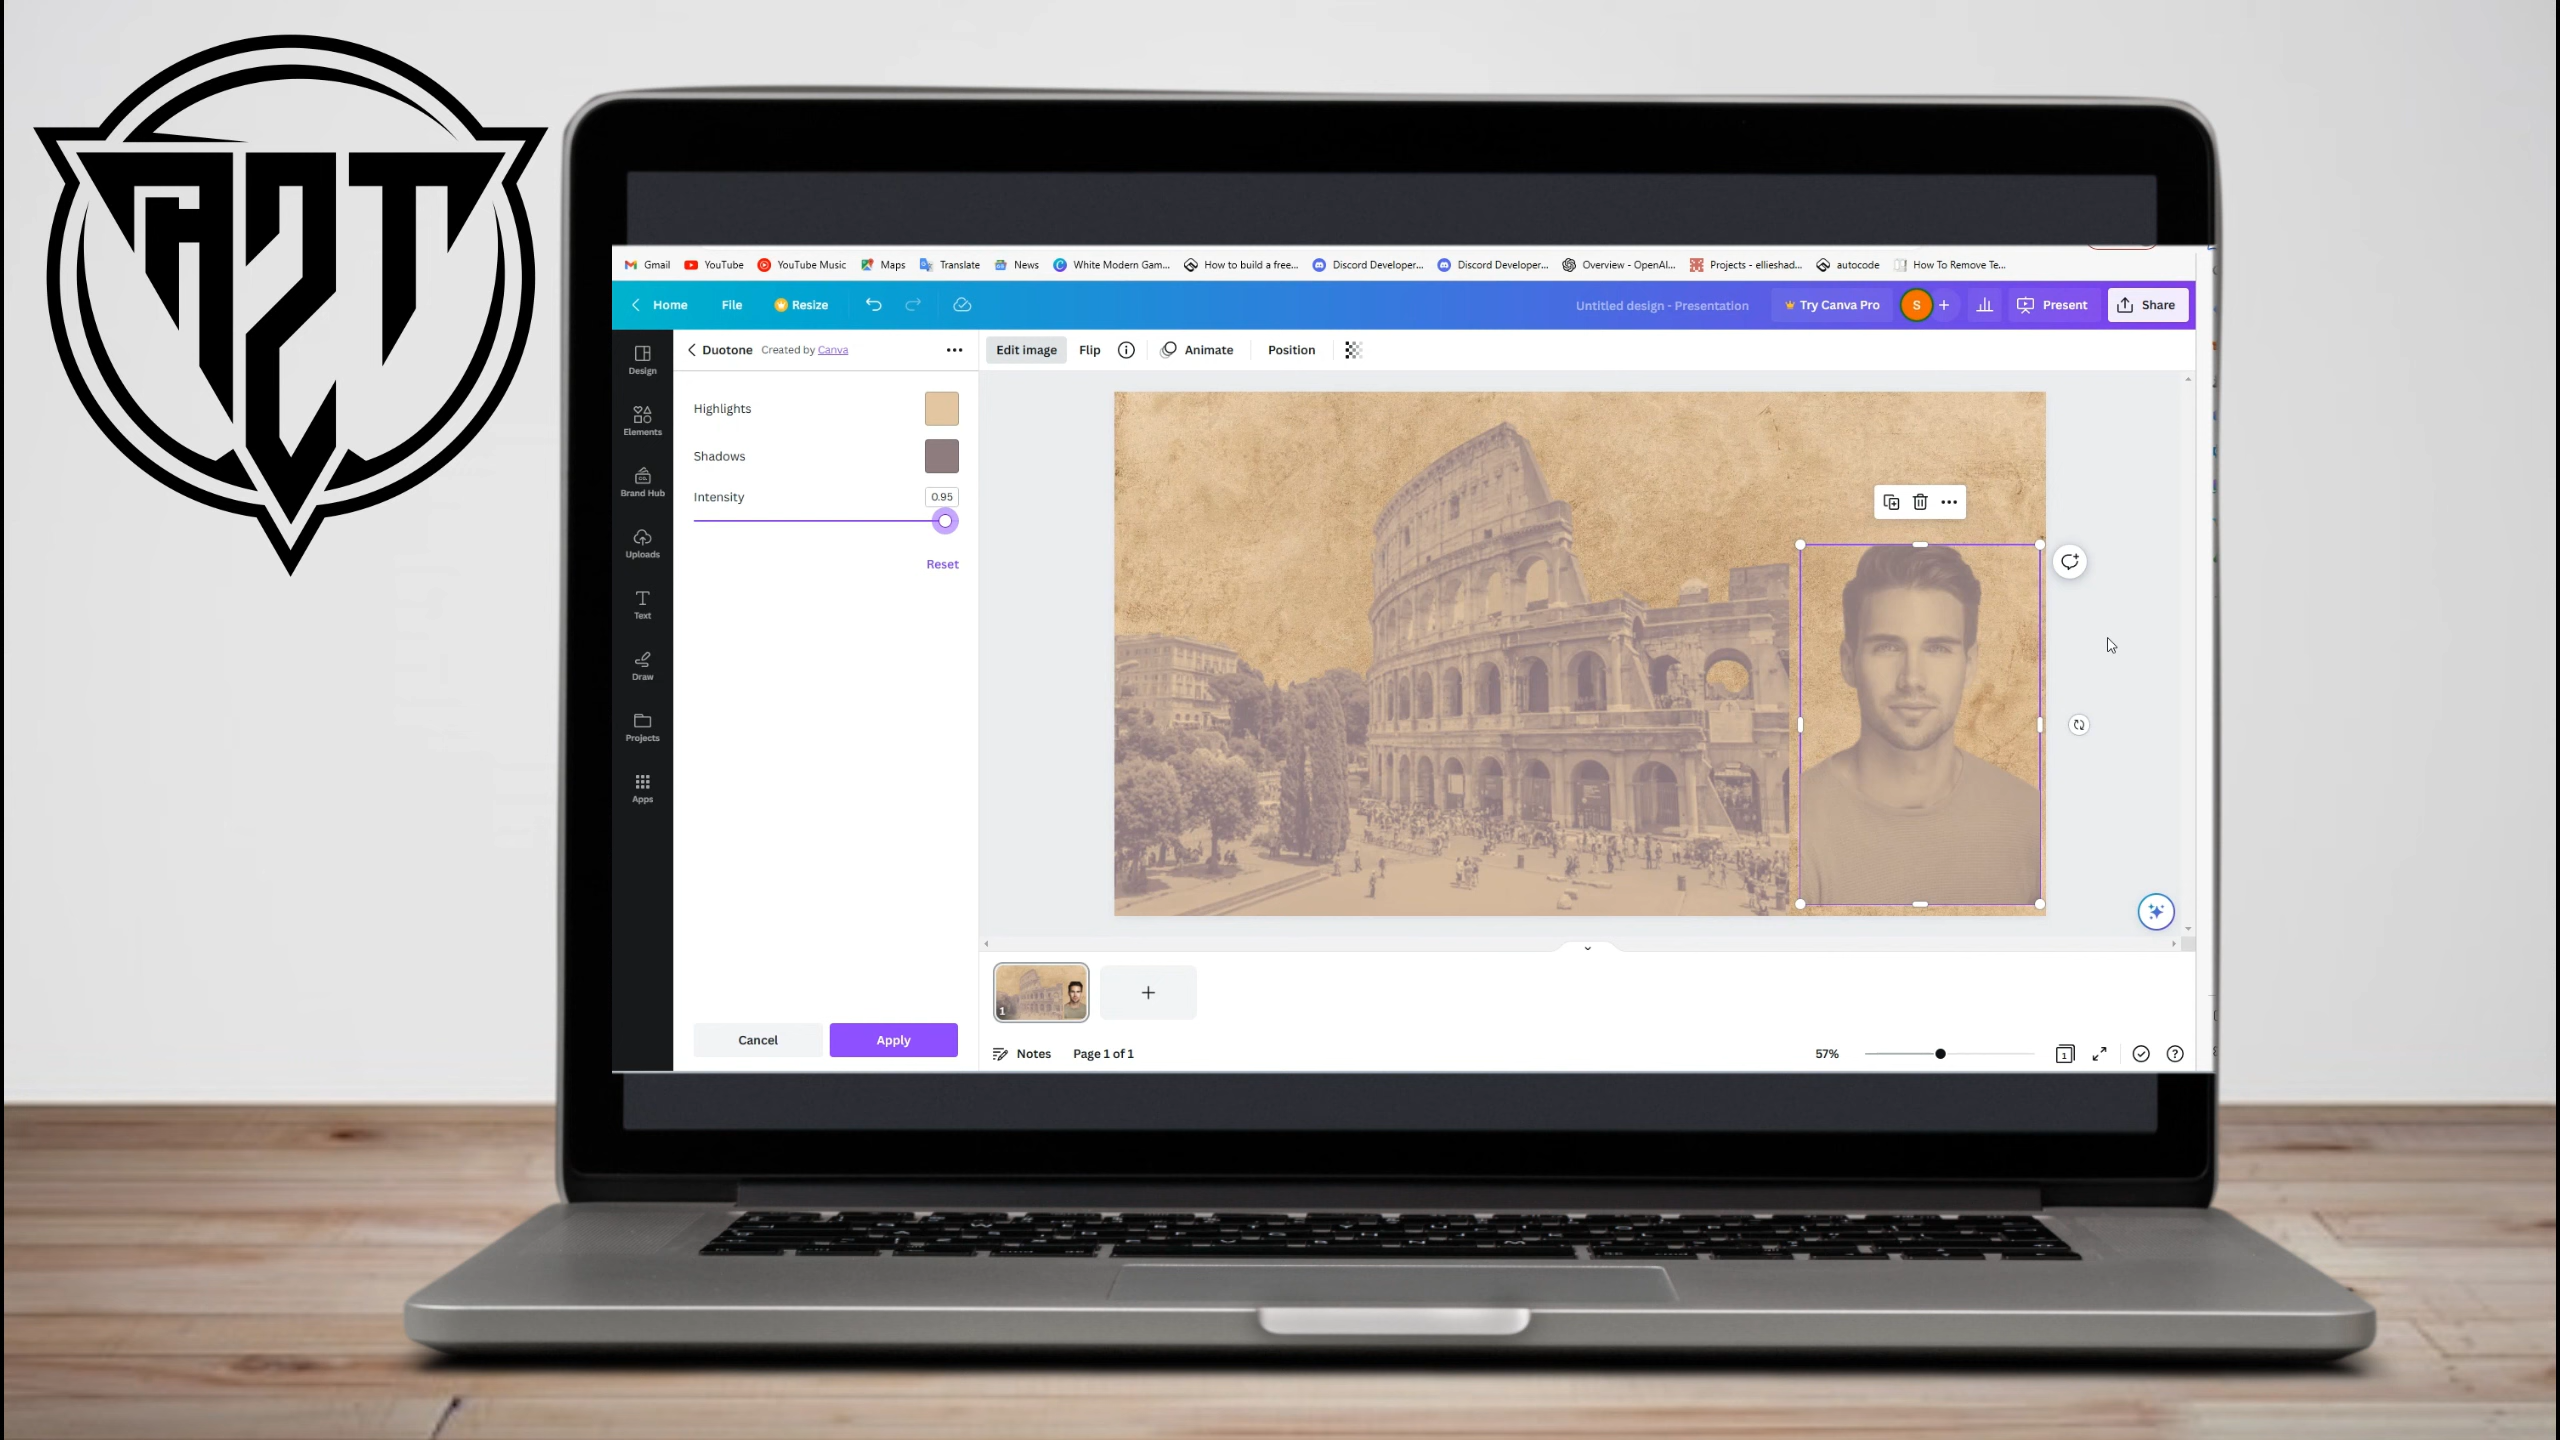 A2T
Gmail YouTube YouTube Music Maps Translate News White Modern Gam... How to build a free... Discord Developer... Discord Developer... Overview - OpenAI... Projects - ellieshad... autocode How To Remove Te...
Home File Resize Untitled design - Presentation Try Canva Pro S + Present Share
Duotone Created by Canva ... Edit image Flip Animate Position
Design
Elements
Brand Hub
Uploads
Text
Draw
Projects
Apps
Highlights
Shadows
Intensity 0.95
Reset
Cancel Apply
1
Notes Page 1 of 1 57% 1 ?